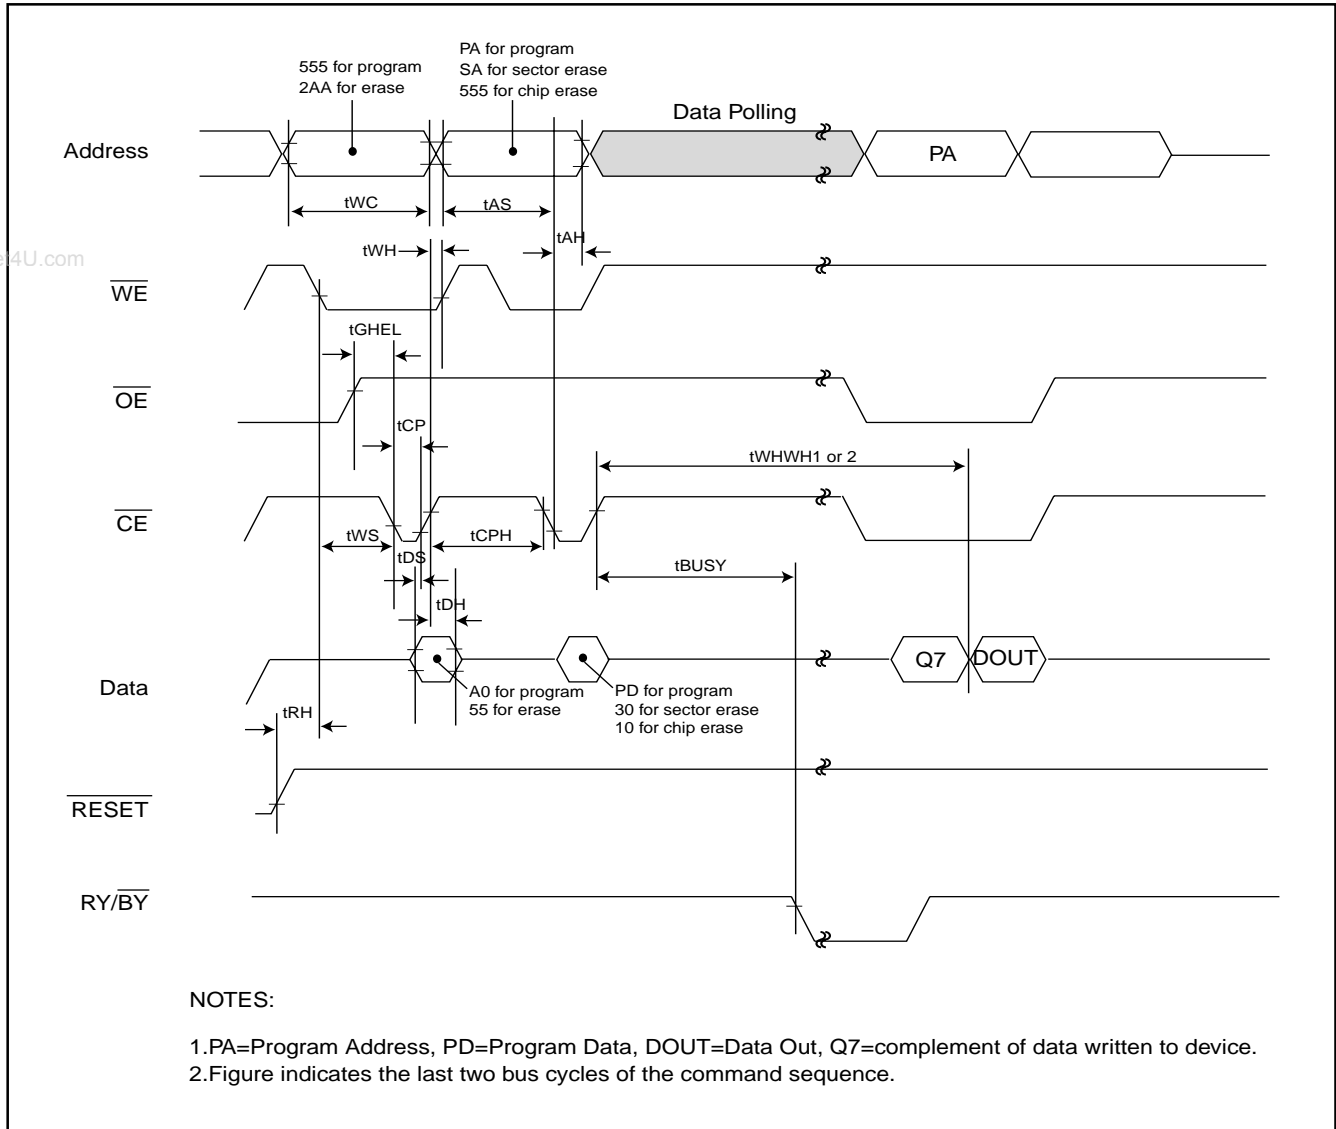 555 for program
2AA for erase
PA for program
SA for sector erase
555 for chip erase
Data Polling
Address
PA
tWC
tAS
tAH
tWH
4U.com
WE
tGHEL
OE
tCP
tWHWH1 or 2
CE
tWS
tCPH
tDS
tBUSY
tDH
Q7
DOUT
Data
A0 for program
55 for erase
PD for program
30 for sector erase
10 for chip erase
tRH
RESET
RY/BY
NOTES:
1.PA=Program Address, PD=Program Data, DOUT=Data Out, Q7=complement of data written to device.
2.Figure indicates the last two bus cycles of the command sequence.